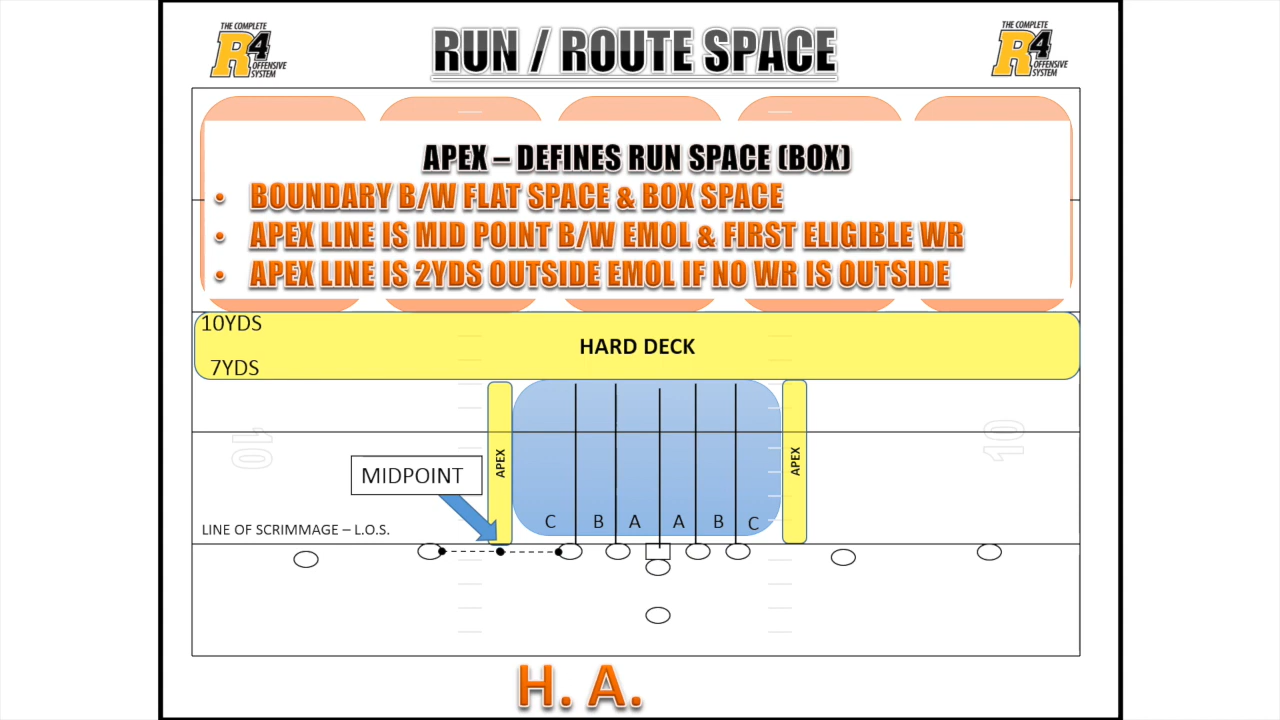 THE COMPLETE
R4
OFFENSIVE
SYSTEM
RUN / ROUTE SPACE
THE COMPLETE
R4
OFFENSIVE
SYSTEM
APEX – DEFINES RUN SPACE (BOX)
• BOUNDARY B/W FLAT SPACE & BOX SPACE
• APEX LINE IS MID POINT B/W EMOL & FIRST ELIGIBLE WR
• APEX LINE IS 2YDS OUTSIDE EMOL IF NO WR IS OUTSIDE
10YDS
HARD DECK
7YDS
10
APEX
APEX
10
MIDPOINT
C B A A B C
LINE OF SCRIMMAGE – L.O.S.
H. A.